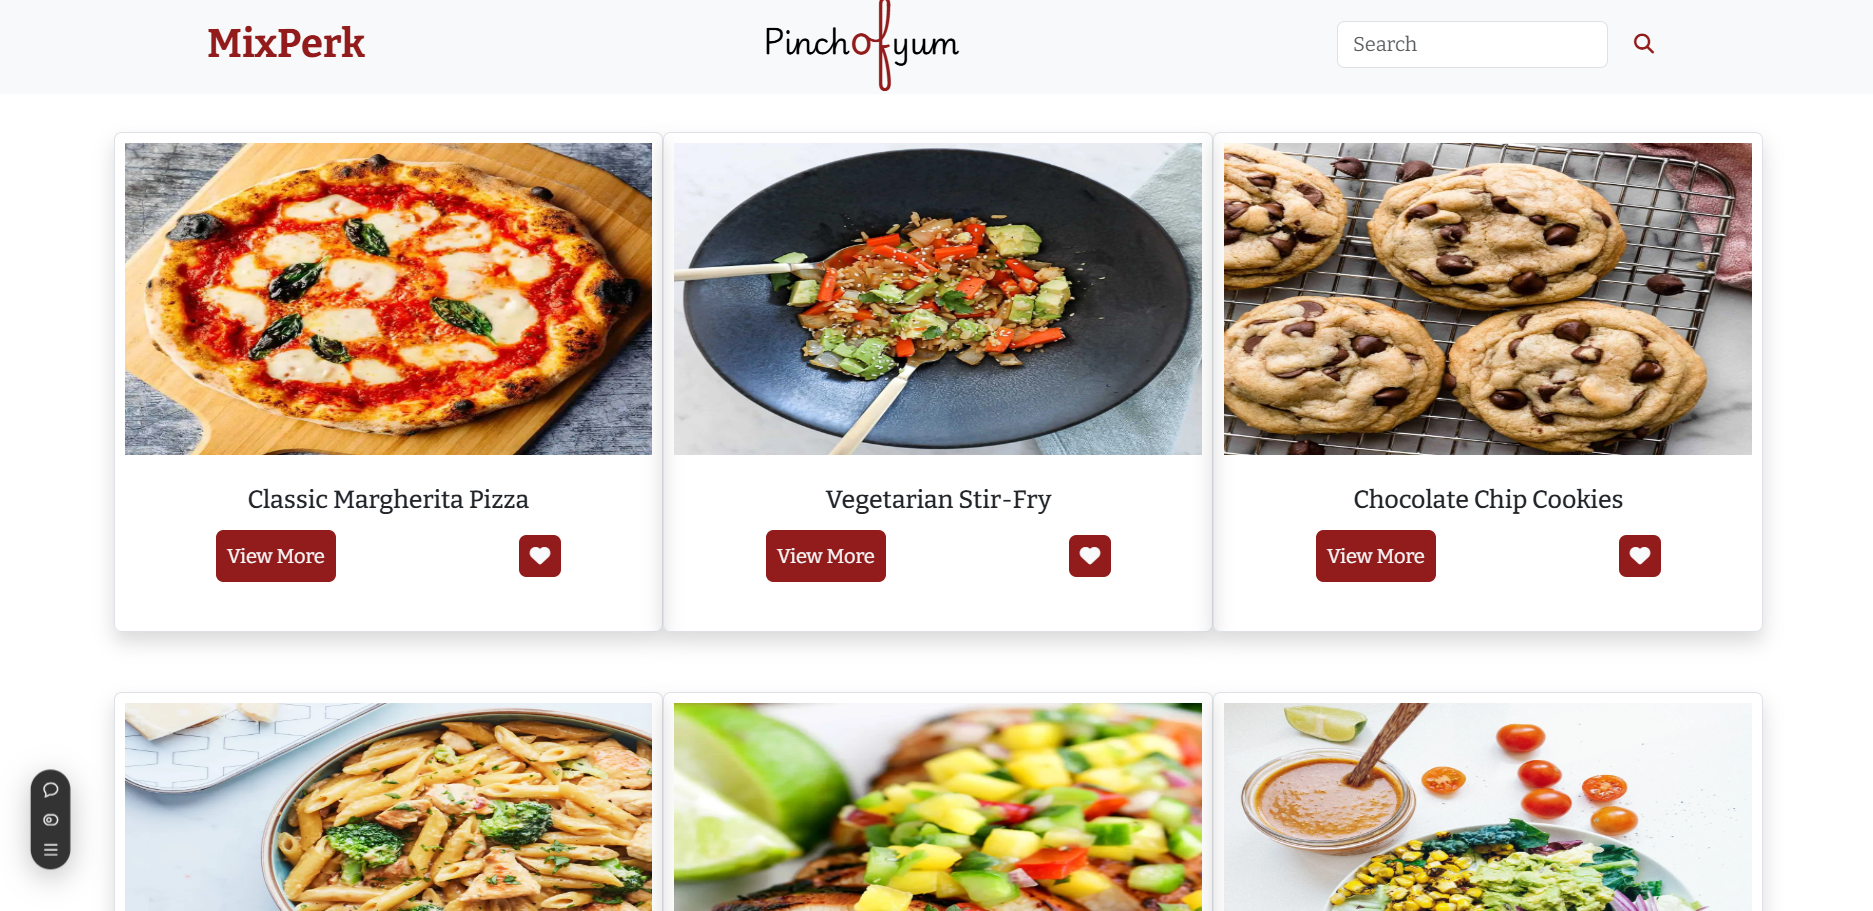 MixPerk
Pinch of yum
Search
Classic Margherita Pizza
Vegetarian Stir-Fry
Chocolate Chip Cookies
View More
View More
View More